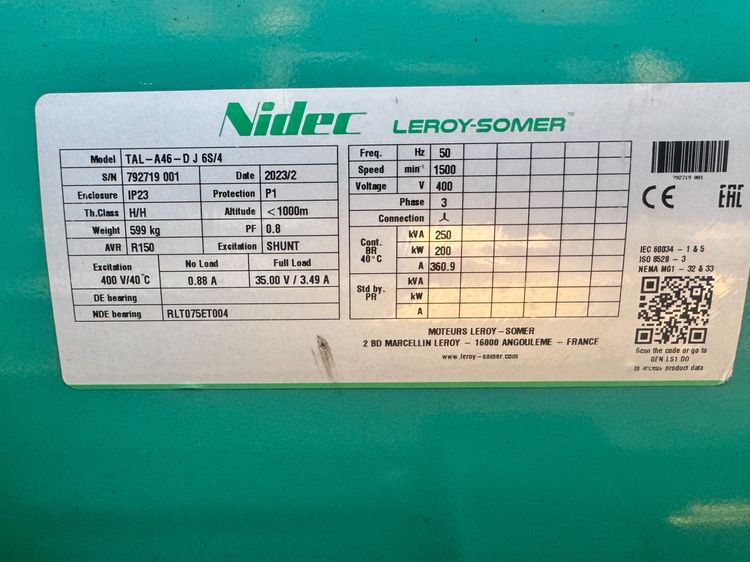 Nidec LEROY-SOMER™
Model TAL-A46-D J 6S/4
S/N 792719 001 Date 2023/2
Enclosure IP23 Protection P1
Th.Class H/H Altitude <1000m
Weight 599 kg PF 0.8
AVR R150 Excitation SHUNT
Excitation No Load Full Load
400 V/40°C 0.88 A 35.00 V / 3.49 A
DE bearing
NDE bearing RLT075ET004
Freq. Hz 50
Speed min-1 1500
Voltage V 400
Phase 3
Connection
Cont. BR 40°C kVA 250
kW 200
A 360.9
Std by. PR kVA
kW
A
MOTEURS LEROY-SOMER
2 BD MARCELLIN LEROY - 16000 ANGOULEME - FRANCE
www.leroy-somer.com
792719 001
CE EAC
IEC 60034 - 1 & 5
ISO 8528 - 3
NEMA MG1 - 32 & 33
Scan the code or go to
GEN LS1 DO
to access product data